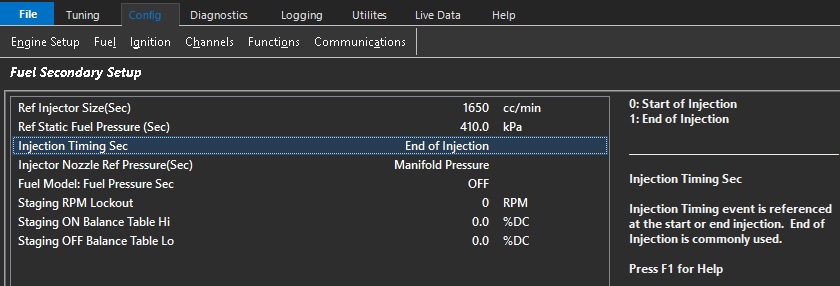 File Tuning Config Diagnostics Logging Utilites Live Data Help
Engine Setup Fuel Ignition Channels Functions Communications
Fuel Secondary Setup
Ref Injector Size(Sec) 1650 cc/min
Ref Static Fuel Pressure (Sec) 410.0 kPa
Injection Timing Sec End of Injection
Injector Nozzle Ref Pressure(Sec) Manifold Pressure
Fuel Model: Fuel Pressure Sec OFF
Staging RPM Lockout 0 RPM
Staging ON Balance Table Hi 0.0 %DC
Staging OFF Balance Table Lo 0.0 %DC
0: Start of Injection
1: End of Injection
Injection Timing Sec
Injection Timing event is referenced
at the start or end injection. End of
Injection is commonly used.
Press F1 for Help